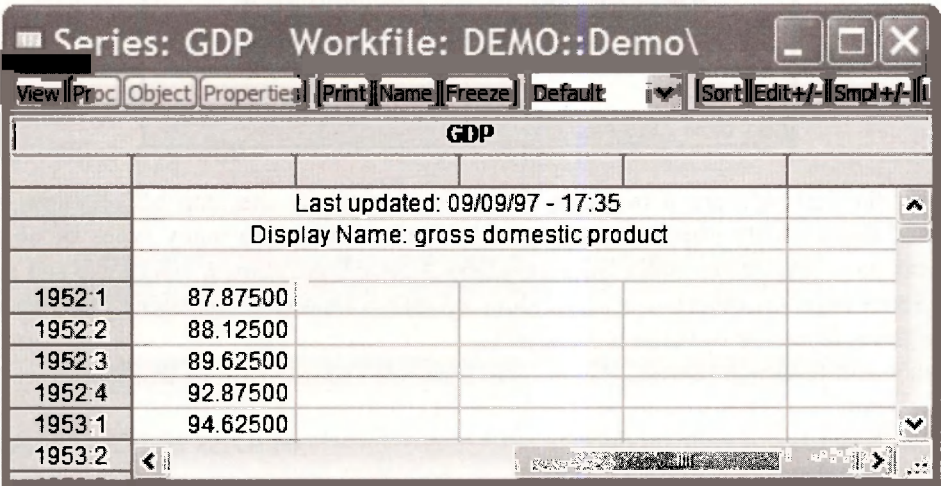 Series: GDP Workfile: DEMO::Demo\
View Proc Object Properties Print Name Freeze Default Sort Edit+/- Smpl+/-
GDP
Last updated: 09/09/97 - 17:35
Display Name: gross domestic product
1952:1 87.87500
1952:2 88.12500
1952:3 89.62500
1952:4 92.87500
1953:1 94.62500
1953:2